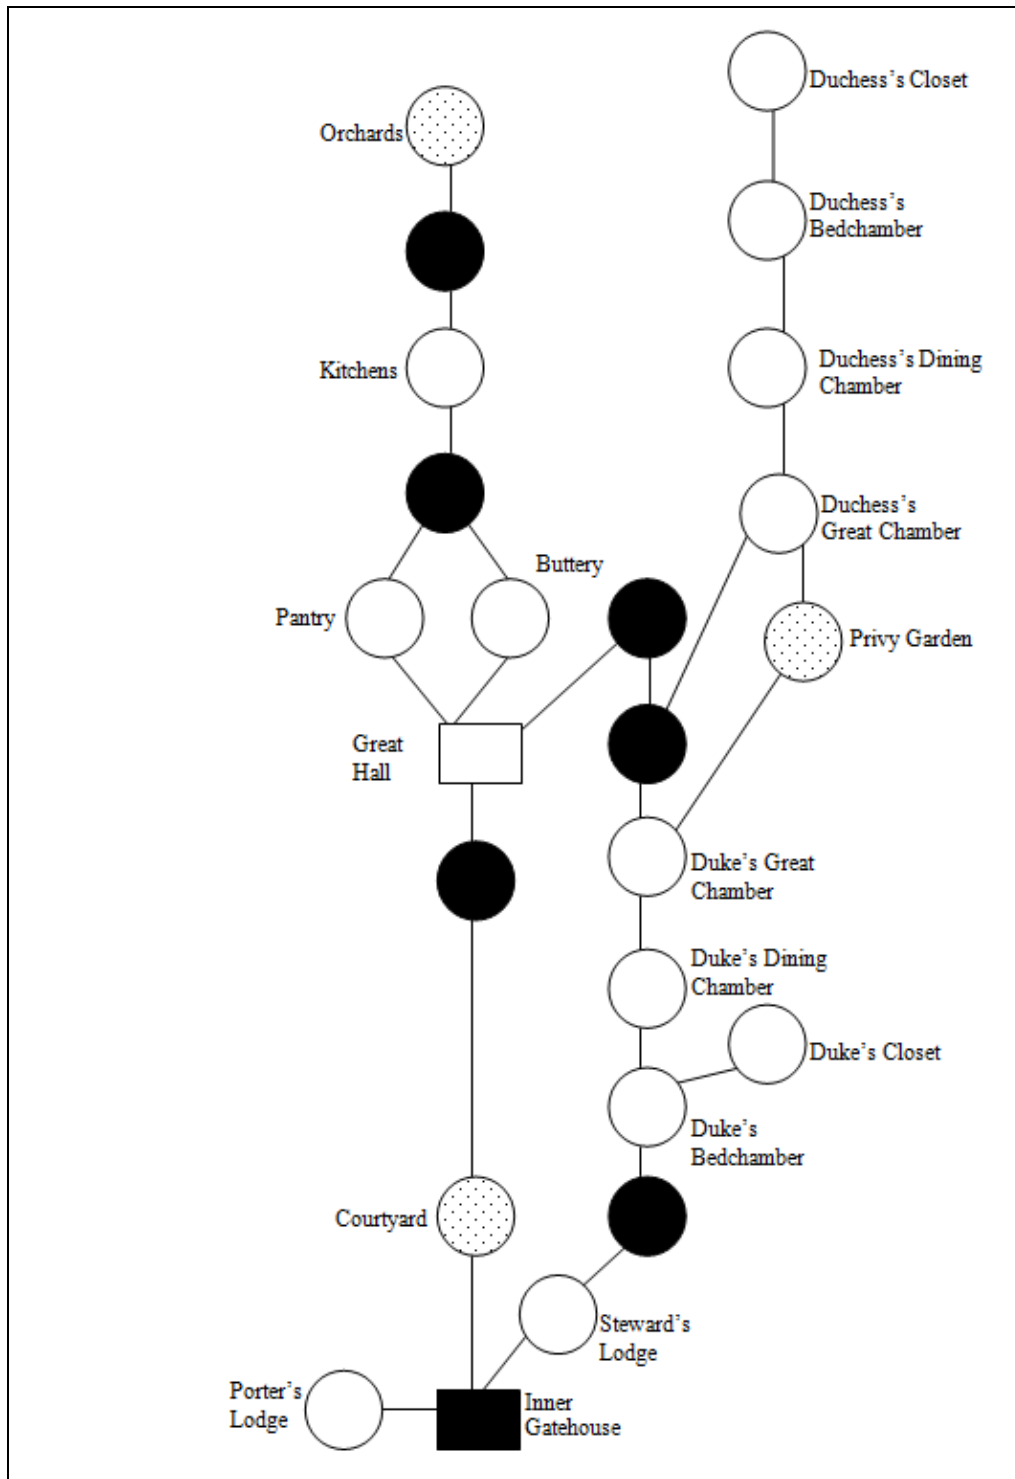 Duchess’s Closet
Orchards
Duchess’s
Bedchamber
Kitchens
Duchess’s Dining
Chamber
Duchess’s
Great Chamber
Buttery
Pantry
Privy Garden
Great
Hall
Duke’s Great
Chamber
Duke’s Dining
Chamber
Duke’s Closet
Duke’s
Bedchamber
Courtyard
Steward’s
Lodge
Porter’s
Lodge
Inner
Gatehouse